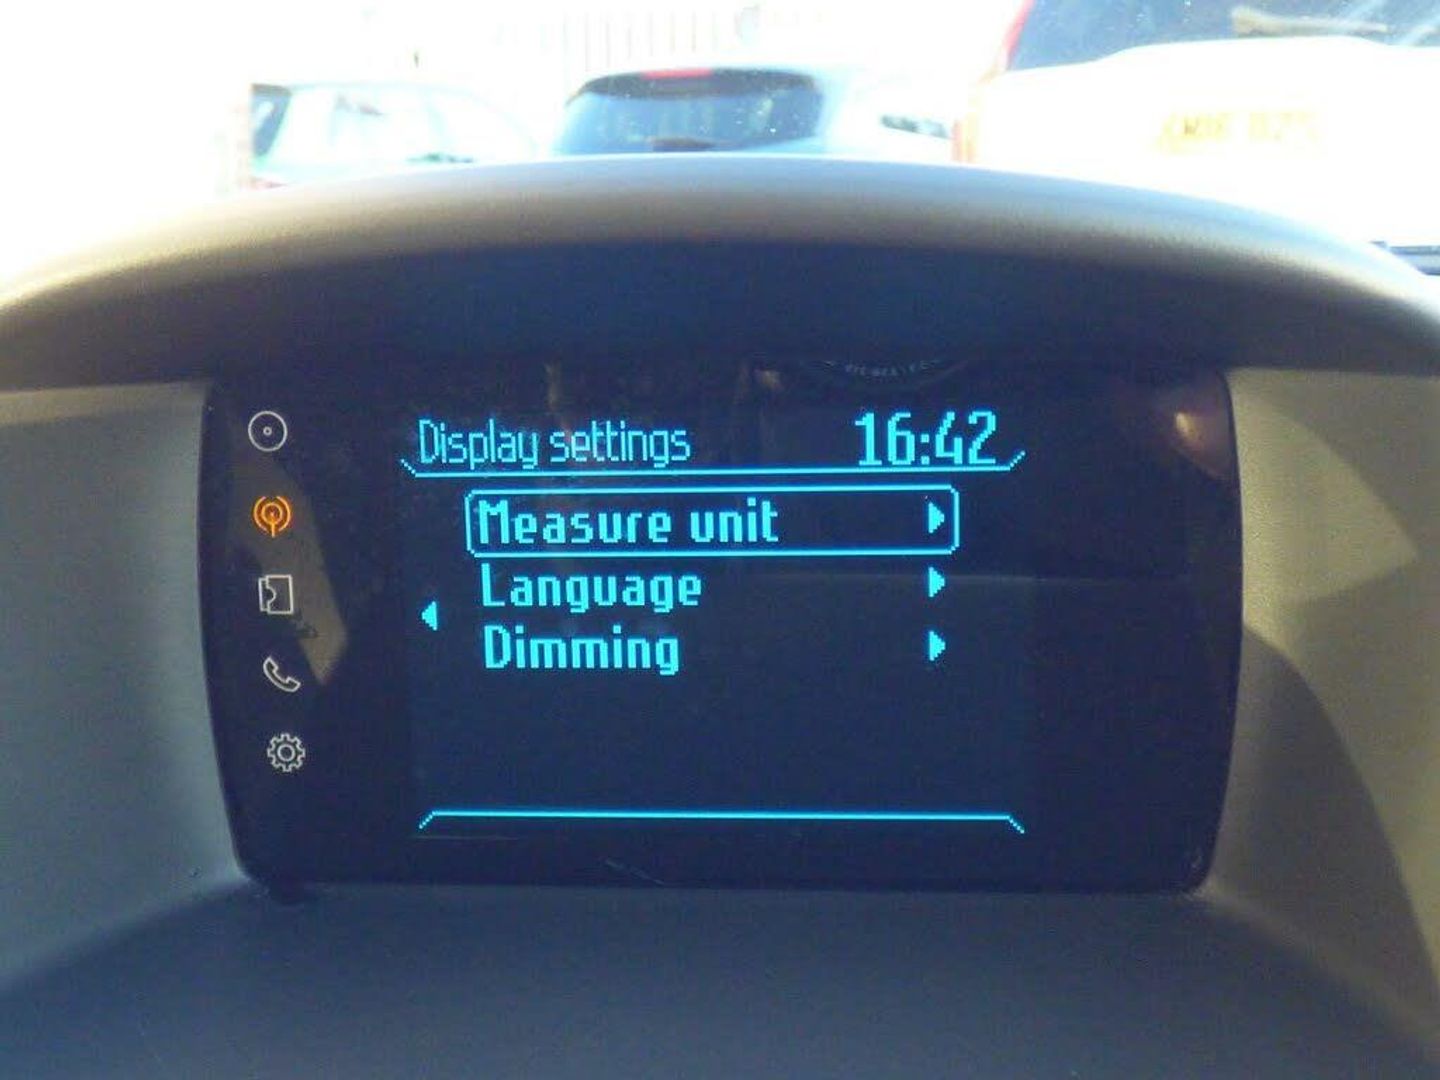 Display settings 16:42
Measure unit
Language
Dimming